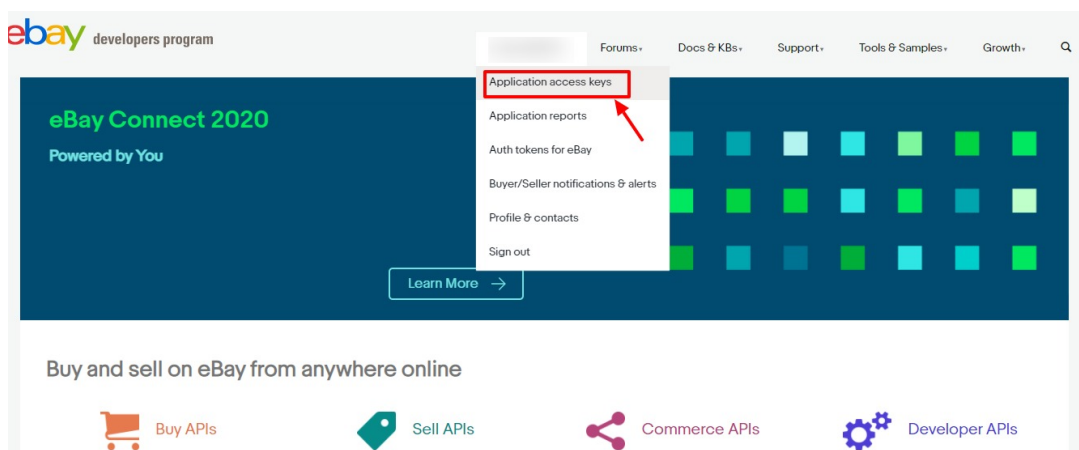 ebay developers program
Forums
Docs & KBs
Support
Tools & Samples
Growth
Application access keys
Application reports
Auth tokens for eBay
Buyer/Seller notifications & alerts
Profile & contacts
Sign out
eBay Connect 2020
Powered by You
Learn More
Buy and sell on eBay from anywhere online
Buy APIs
Sell APIs
Commerce APIs
Developer APIs